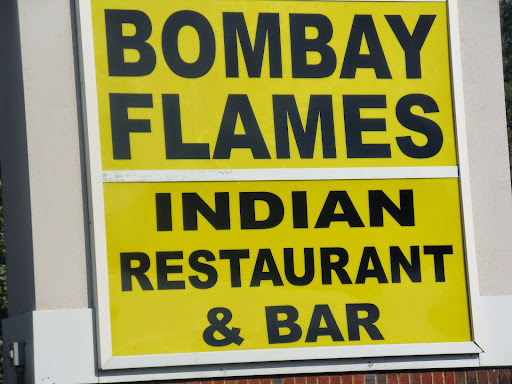 BOMBAY
FLAMES
INDIAN
RESTAURANT
& BAR